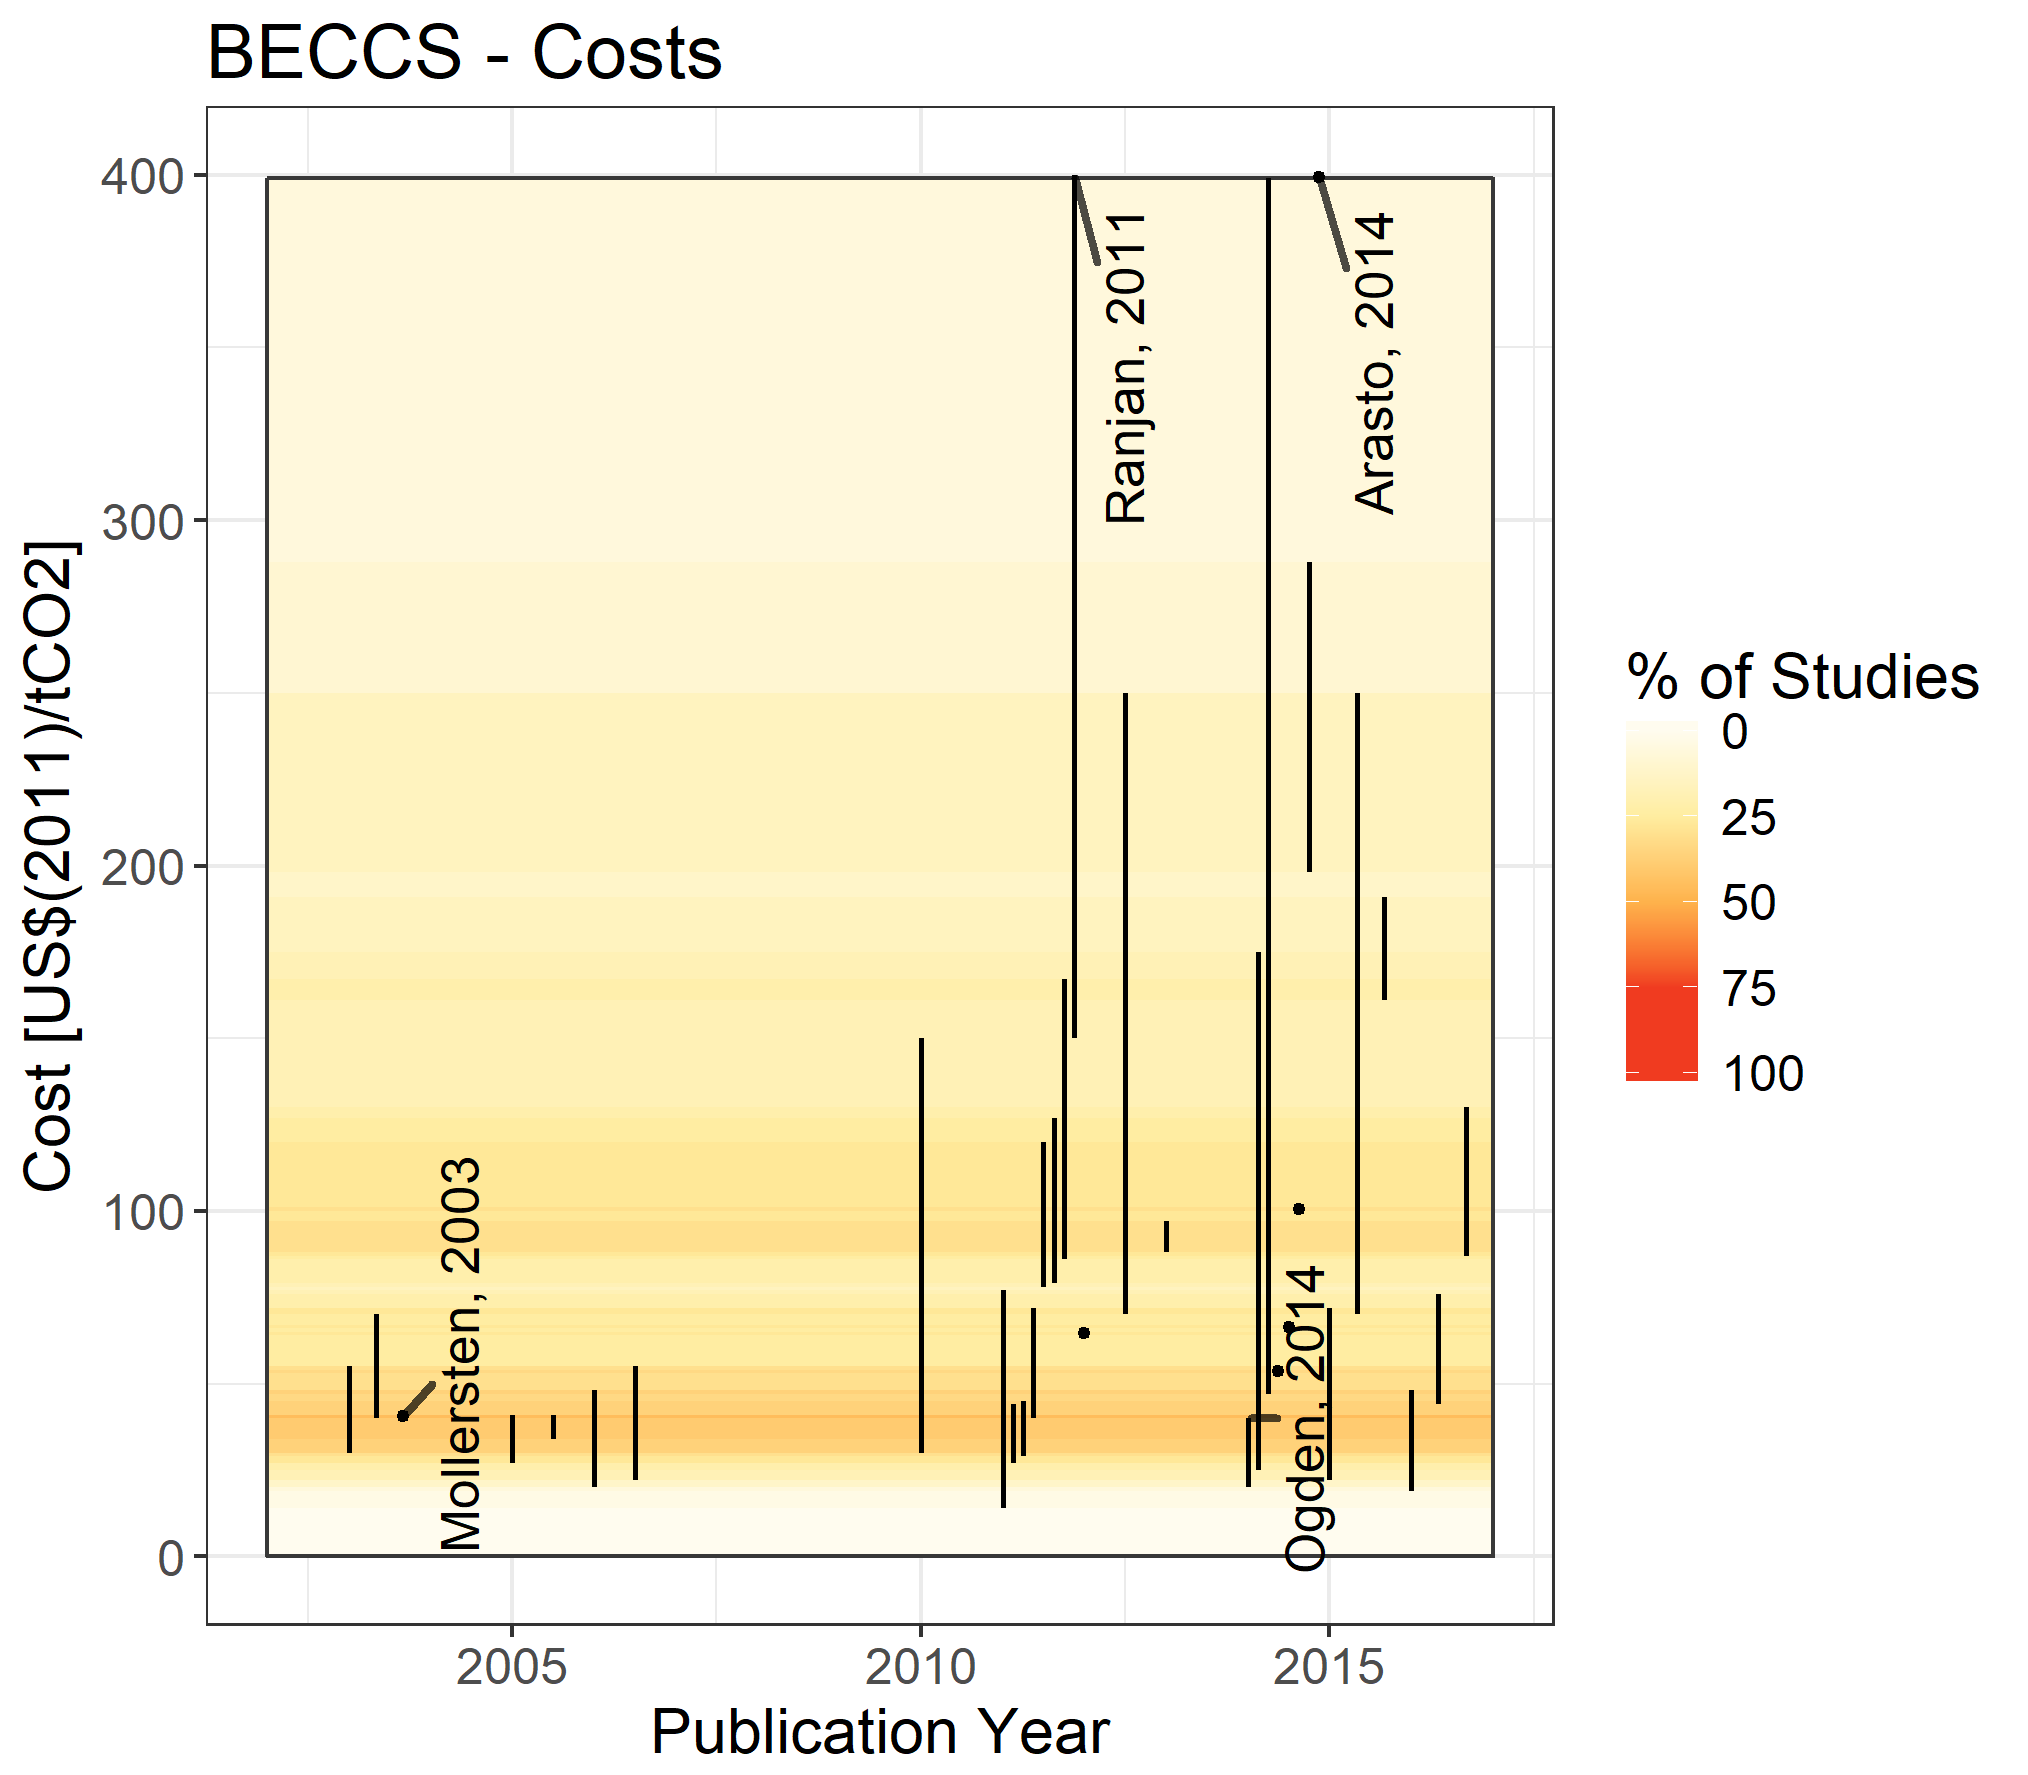 BECCS - Costs
Cost [US$(2011)/tCO2]
400
300
200
100
0
Ranjan, 2011
Arasto, 2014
Mollersten, 2003
Ogden, 2014
2005
2010
2015
Publication Year
% of Studies
0
25
50
75
100